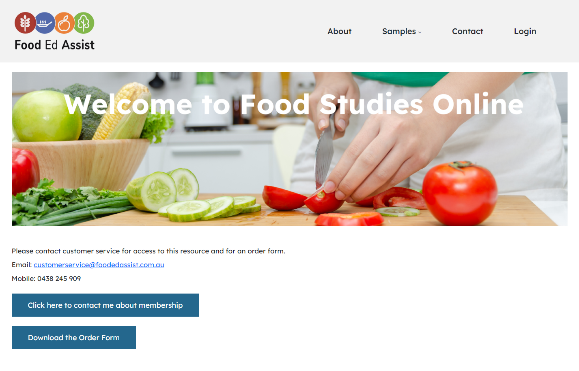 Food Ed Assist
About
Samples
Contact
Login
Welcome to Food Studies Online
Please contact customer service for access to this resource and for an order form.
Email: customerservice@foodedassist.com.au
Mobile: 0438 245 909
Click here to contact me about membership
Download the Order Form